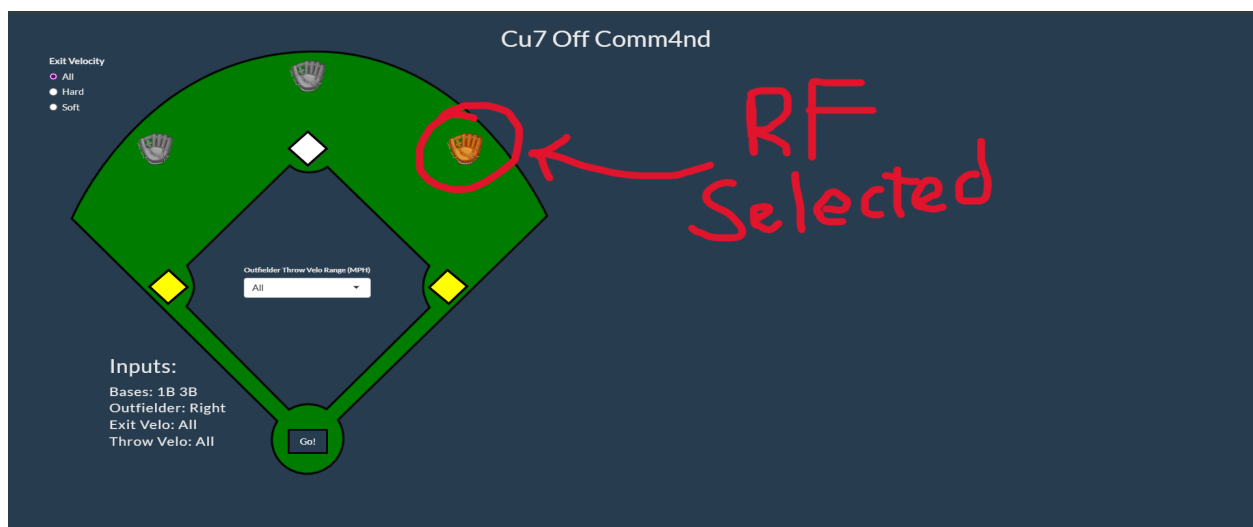 Cu7 Off Comm4nd
Exit Velocity
All
Hard
Soft
RF
Selected
Outfielder Throw Velo Range (MPH)
All
Inputs:
Bases: 1B 3B
Outfielder: Right
Exit Velo: All
Throw Velo: All
Go!